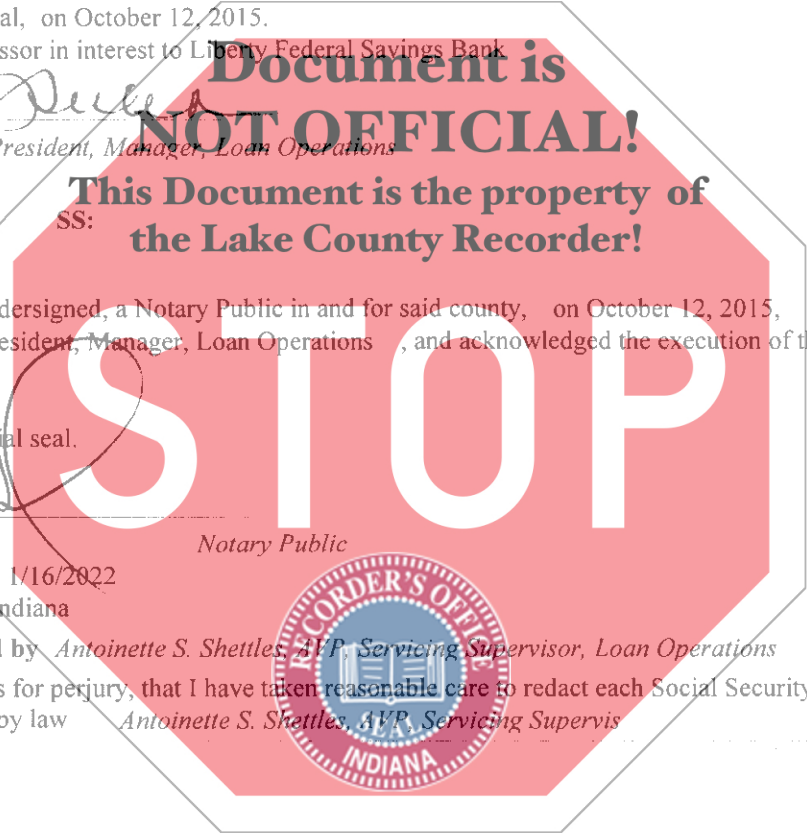 al, on October 12, 2015.
ssor in interest to Liberty Federal Savings Bank
Document is
NOT OFFICIAL!
President, Manager, Loan Operations
This Document is the property of
SS:
the Lake County Recorder!
dersigned, a Notary Public in and for said county, on October 12, 2015,
esident, Manager, Loan Operations , and acknowledged the execution of th
STOP
ial seal.
Notary Public
1/16/2022
ndiana
RECORDER'S OFFICE
SEAL
INDIANA
l by Antoinette S. Shettles, AVP, Servicing Supervisor, Loan Operations
s for perjury, that I have taken reasonable care to redact each Social Security
by law Antoinette S. Shettles, AVP, Servicing Supervis